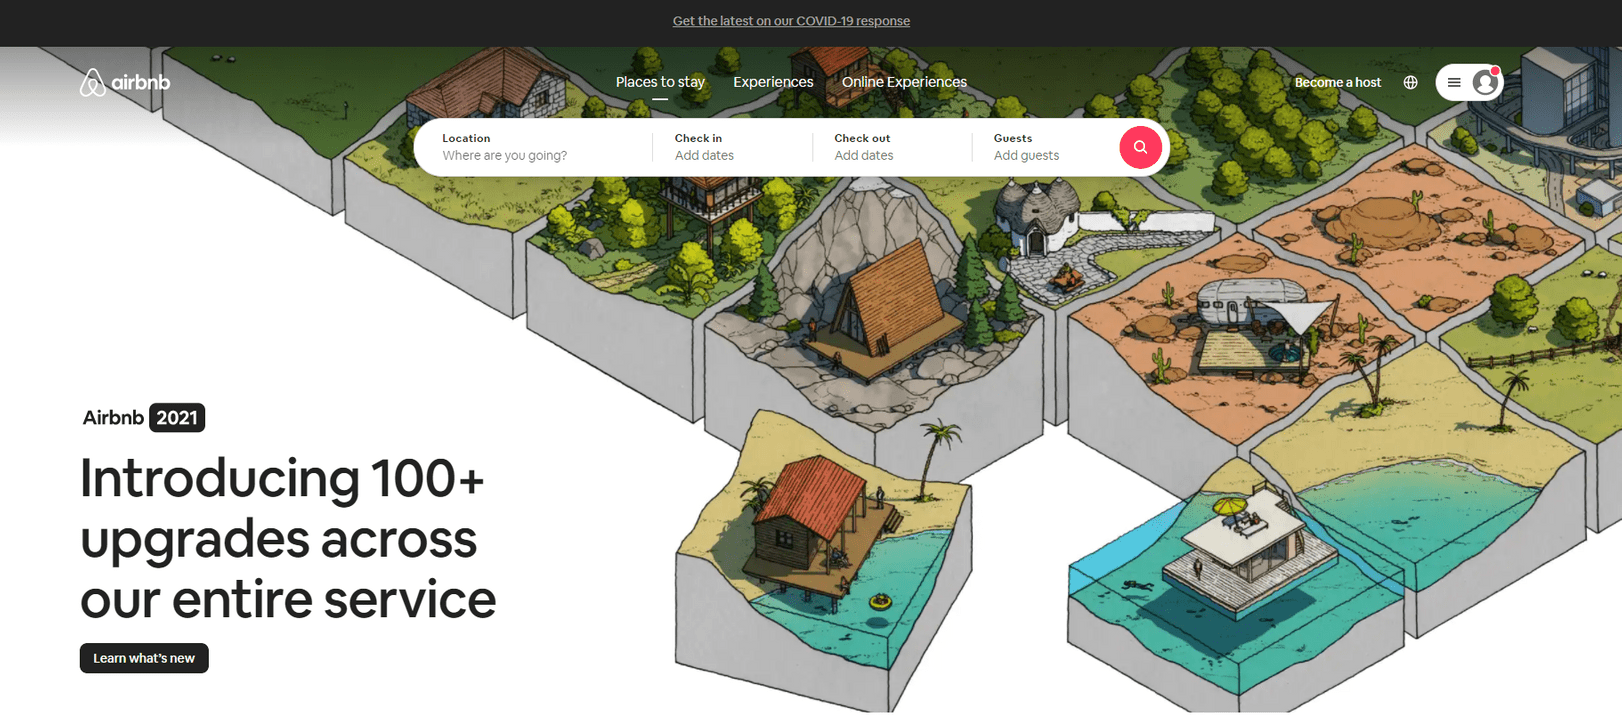 Get the latest on our COVID-19 response
airbnb
Places to stay
Experiences
Online Experiences
Become a host
Location
Where are you going?
Check in
Add dates
Check out
Add dates
Guests
Add guests
Airbnb 2021
Introducing 100+
upgrades across
our entire service
Learn what's new